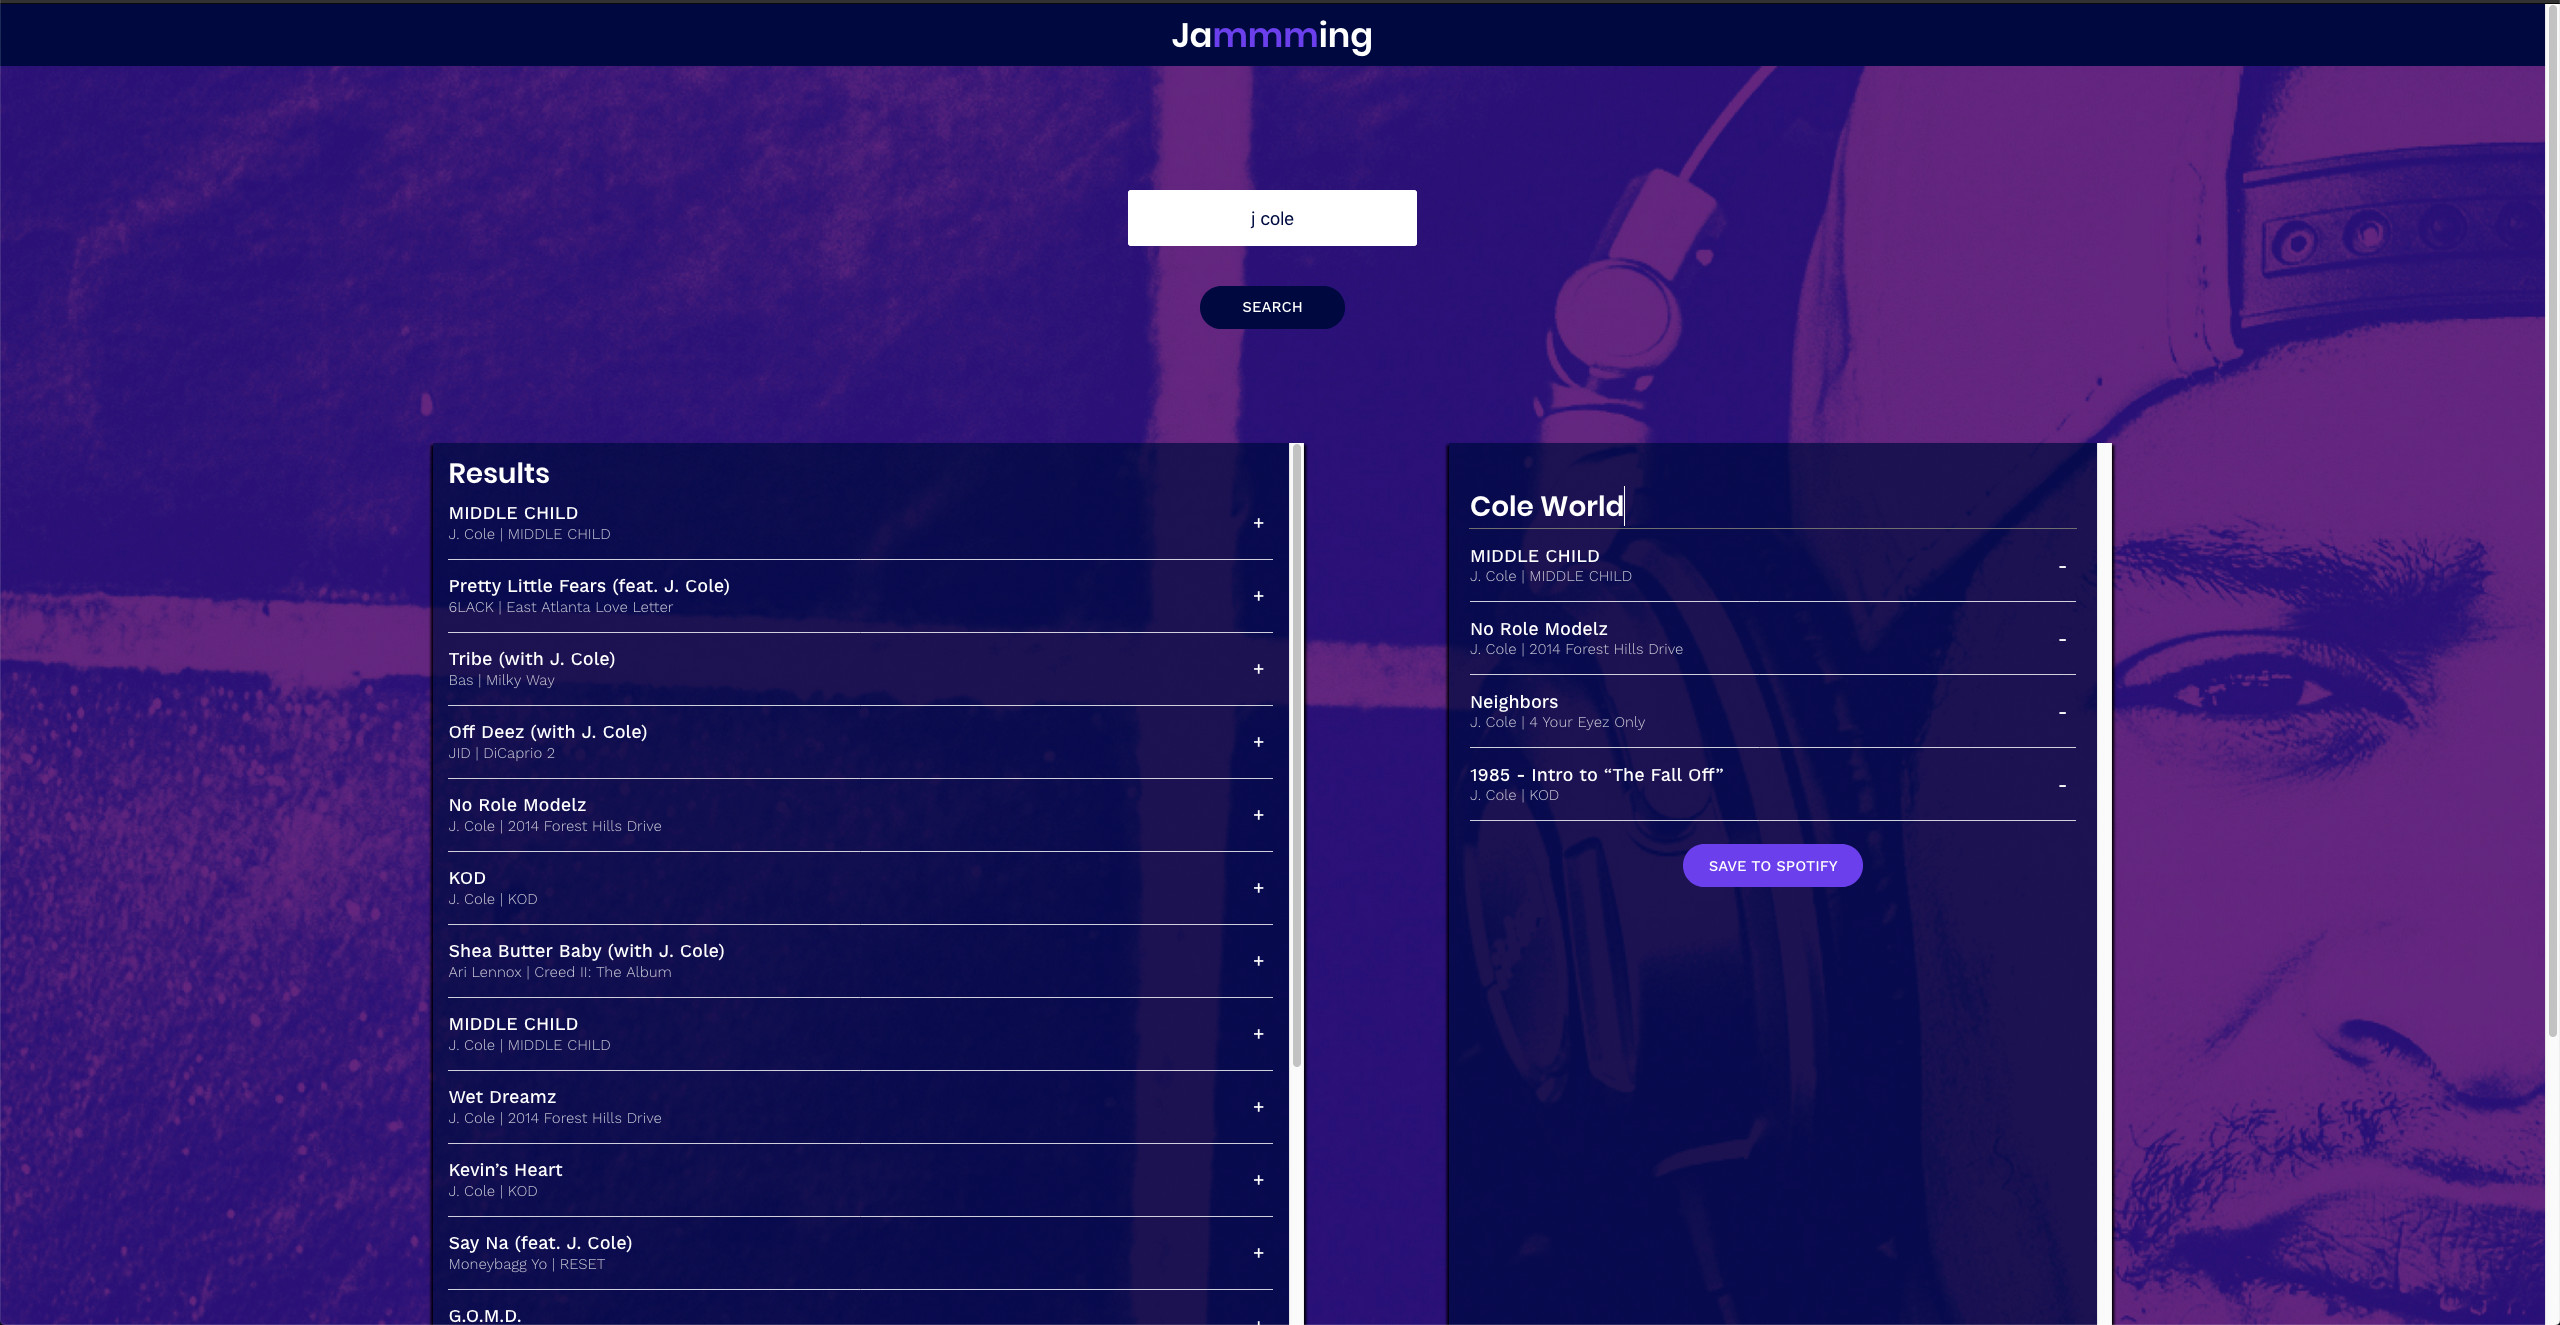 Jammming
j cole
SEARCH
Results
MIDDLE CHILD
J. Cole | MIDDLE CHILD
+
Pretty Little Fears (feat. J. Cole)
6LACK | East Atlanta Love Letter
+
Tribe (with J. Cole)
Bas | Milky Way
+
Off Deez (with J. Cole)
JID | DiCaprio 2
+
No Role Modelz
J. Cole | 2014 Forest Hills Drive
+
KOD
J. Cole | KOD
+
Shea Butter Baby (with J. Cole)
Ari Lennox | Creed II: The Album
+
MIDDLE CHILD
J. Cole | MIDDLE CHILD
+
Wet Dreamz
J. Cole | 2014 Forest Hills Drive
+
Kevin’s Heart
J. Cole | KOD
+
Say Na (feat. J. Cole)
Moneybagg Yo | RESET
+
G.O.M.D.
Cole World
MIDDLE CHILD
J. Cole | MIDDLE CHILD
-
No Role Modelz
J. Cole | 2014 Forest Hills Drive
-
Neighbors
J. Cole | 4 Your Eyez Only
-
1985 - Intro to “The Fall Off”
J. Cole | KOD
-
SAVE TO SPOTIFY